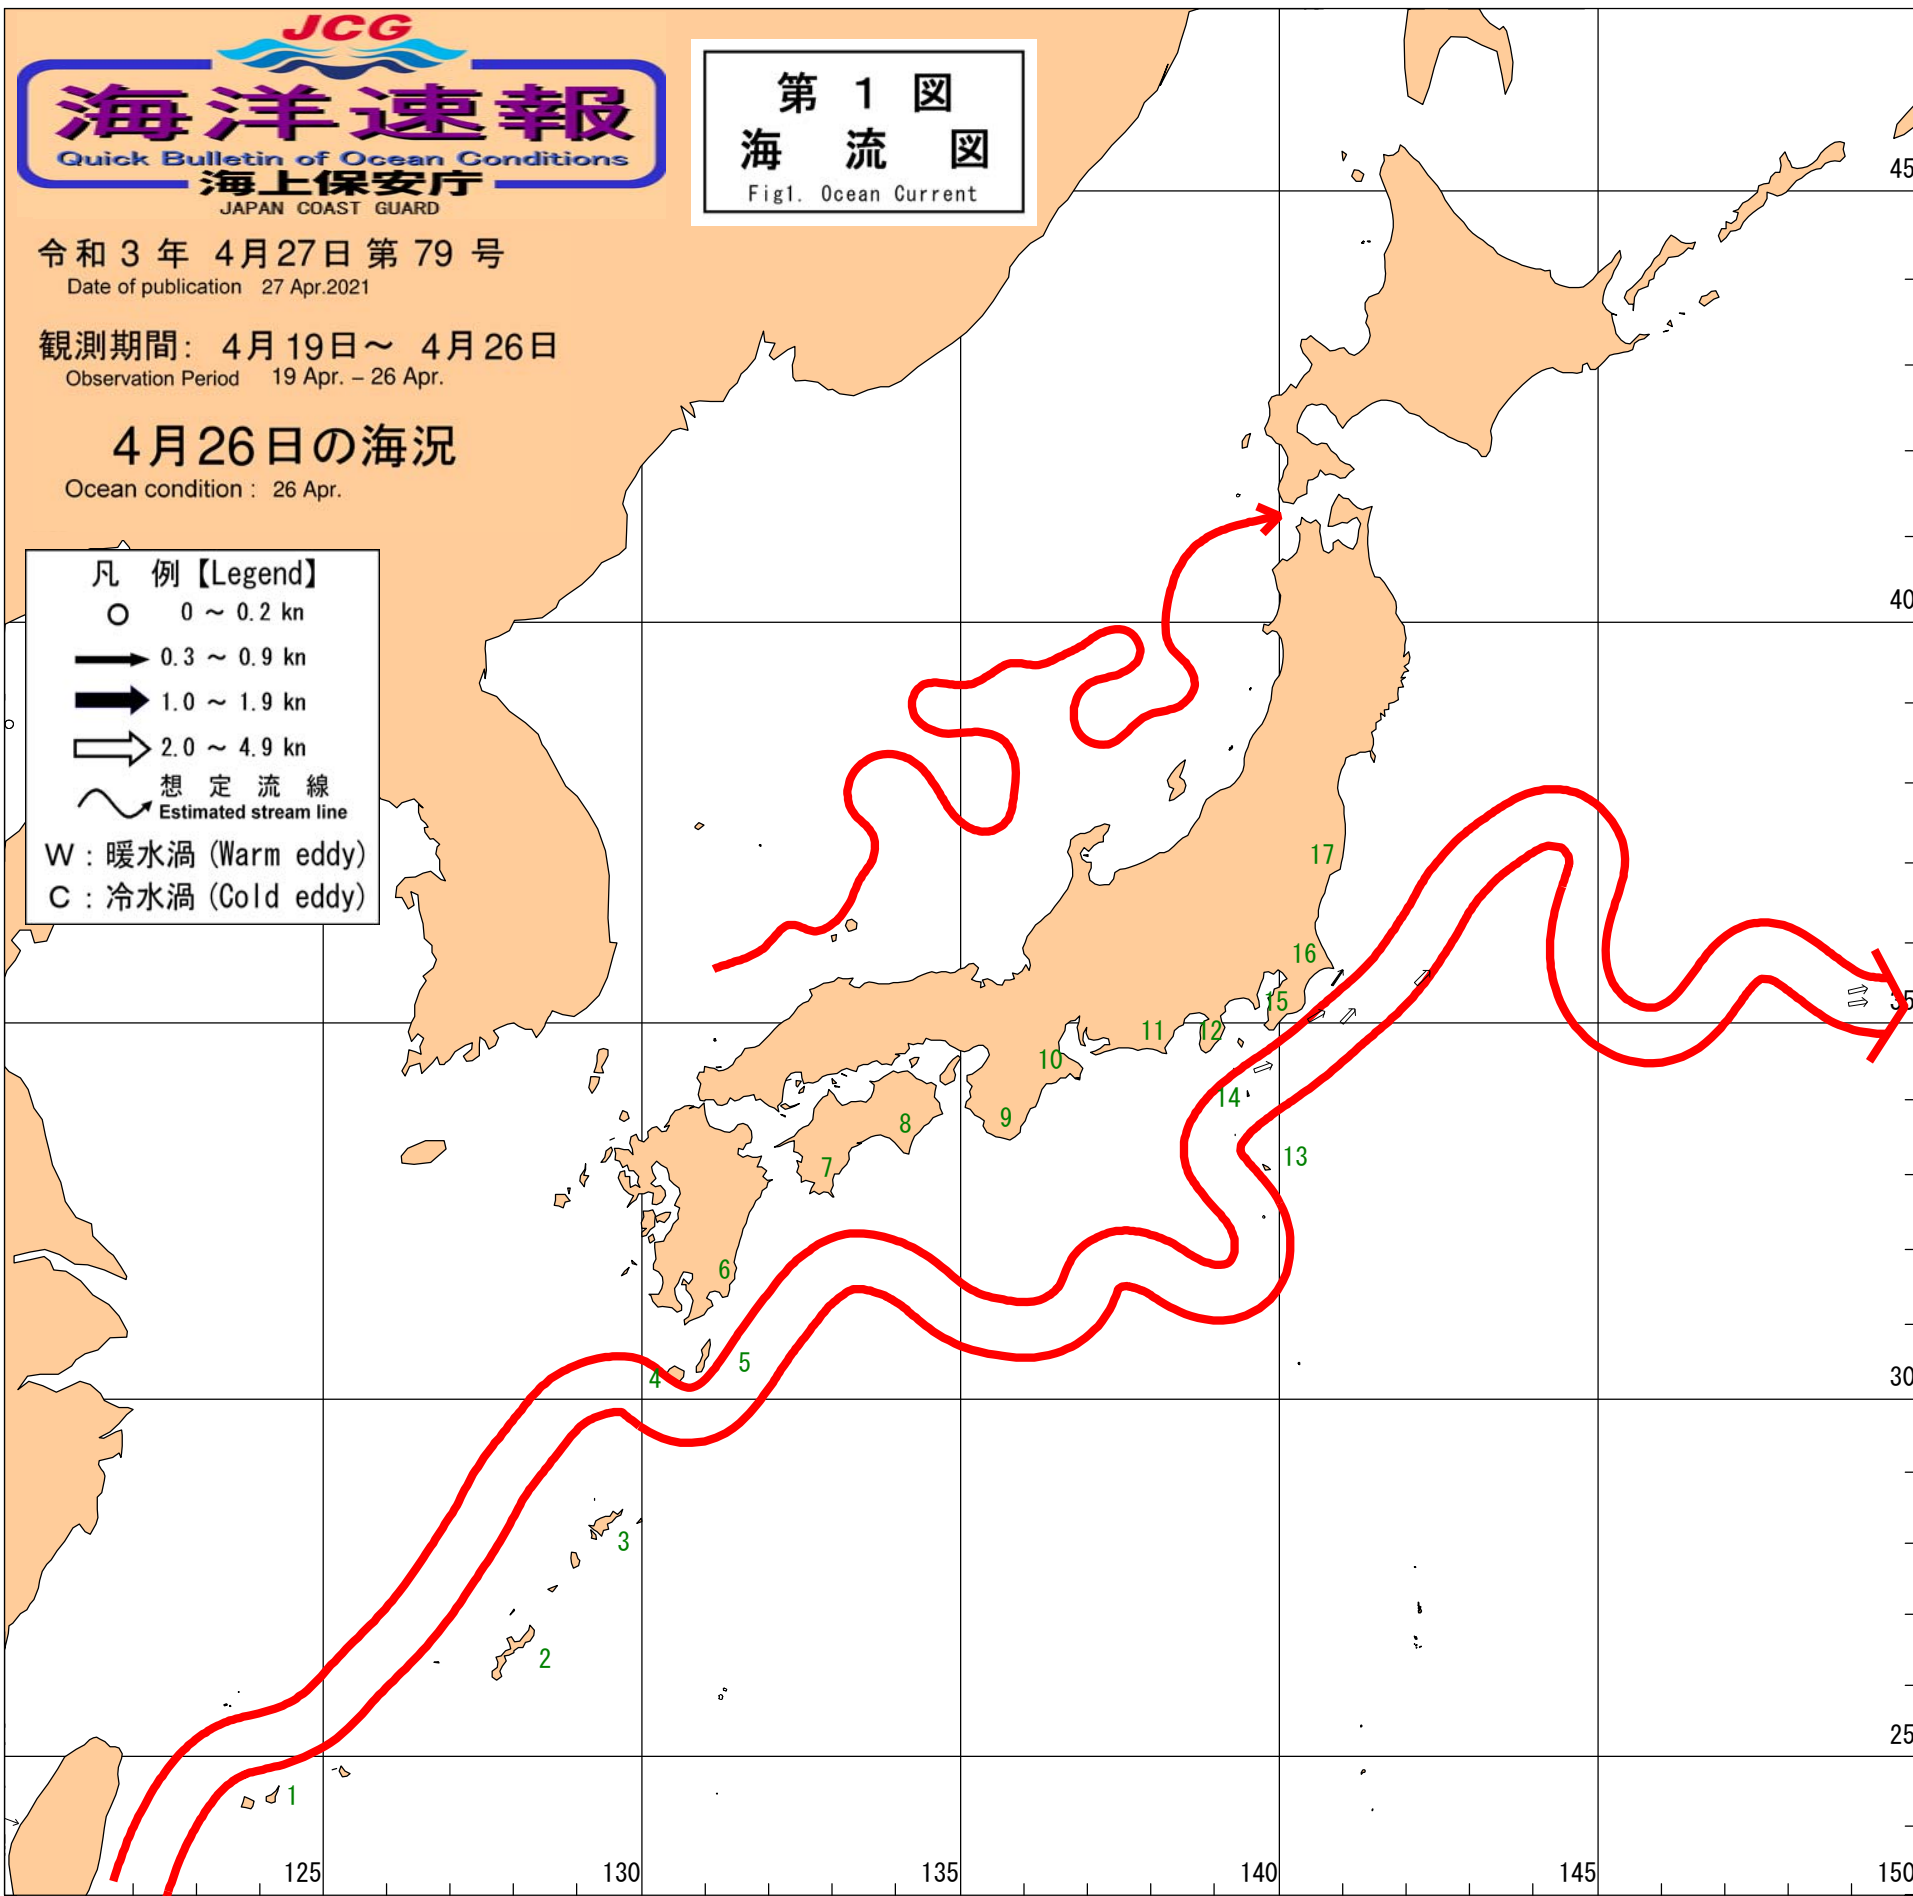 JCG
海洋速報
Quick Bulletin of Ocean Conditions
海上保安庁
JAPAN COAST GUARD
第 1 図
海 流 図
Fig1. Ocean Current
令和 3 年 4月27日 第 79 号
Date of publication 27 Apr.2021
観測期間: 4月19日~ 4月26日
Observation Period 19 Apr. – 26 Apr.
4月26日の海況
Ocean condition : 26 Apr.
凡 例【Legend】
0 ~ 0.2 kn
0.3 ~ 0.9 kn
1.0 ~ 1.9 kn
2.0 ~ 4.9 kn
想 定 流 線
Estimated stream line
W : 暖水渦 (Warm eddy)
C : 冷水渦 (Cold eddy)
45
40
17
16
15
35
11
12
10
14
9
8
13
7
6
5
4
30
3
2
25
1
125
130
135
140
145
150